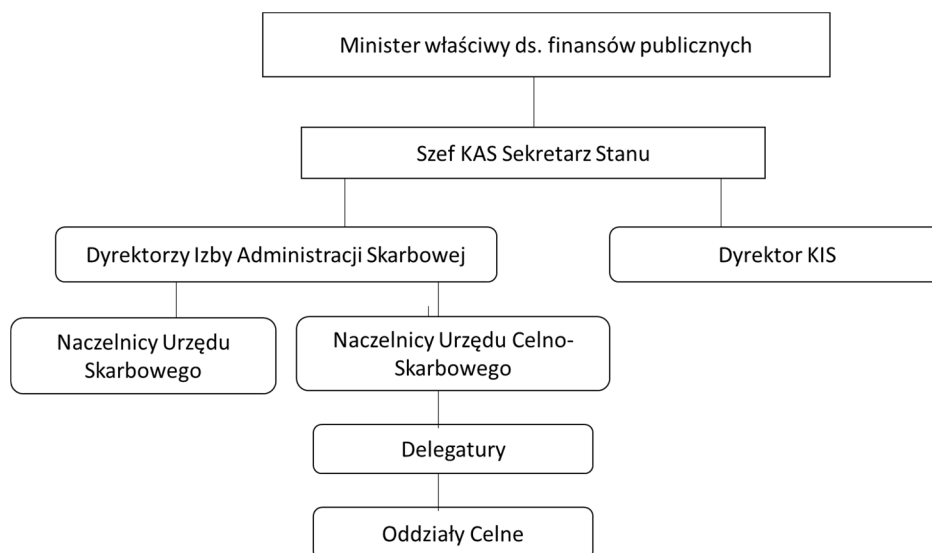 Minister właściwy ds. finansów publicznych
Szef KAS Sekretarz Stanu
Dyrektorzy Izby Administracji Skarbowej
Dyrektor KIS
Naczelnicy Urzędu
Skarbowego
Naczelnicy Urzędu Celno-
Skarbowego
Delegatury
Oddziały Celne